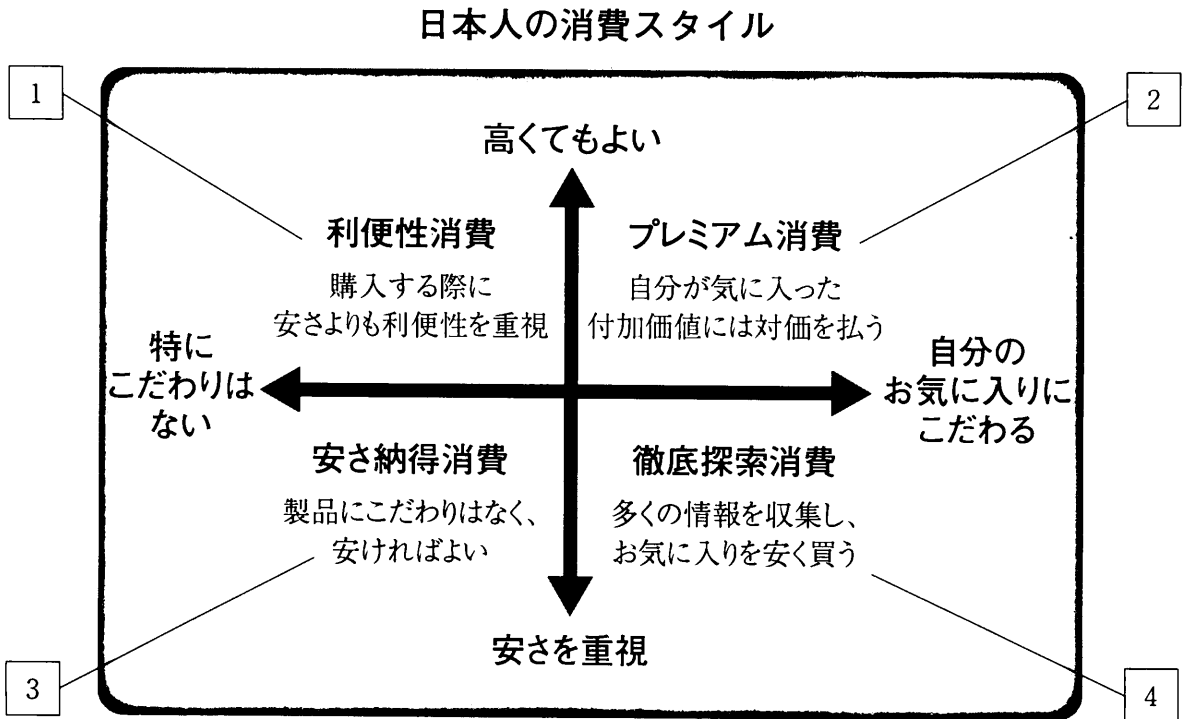 日本人の消費スタイル
1
2
高くてもよい
利便性消費
購入する際に
安さよりも利便性を重視
プレミアム消費
自分が気に入った
付加価値には対価を払う
特に
こだわりは
ない
自分の
お気に入りに
こだわる
安さ納得消費
製品にこだわりはなく、
安ければよい
徹底探索消費
多くの情報を収集し、
お気に入りを安く買う
安さを重視
3
4